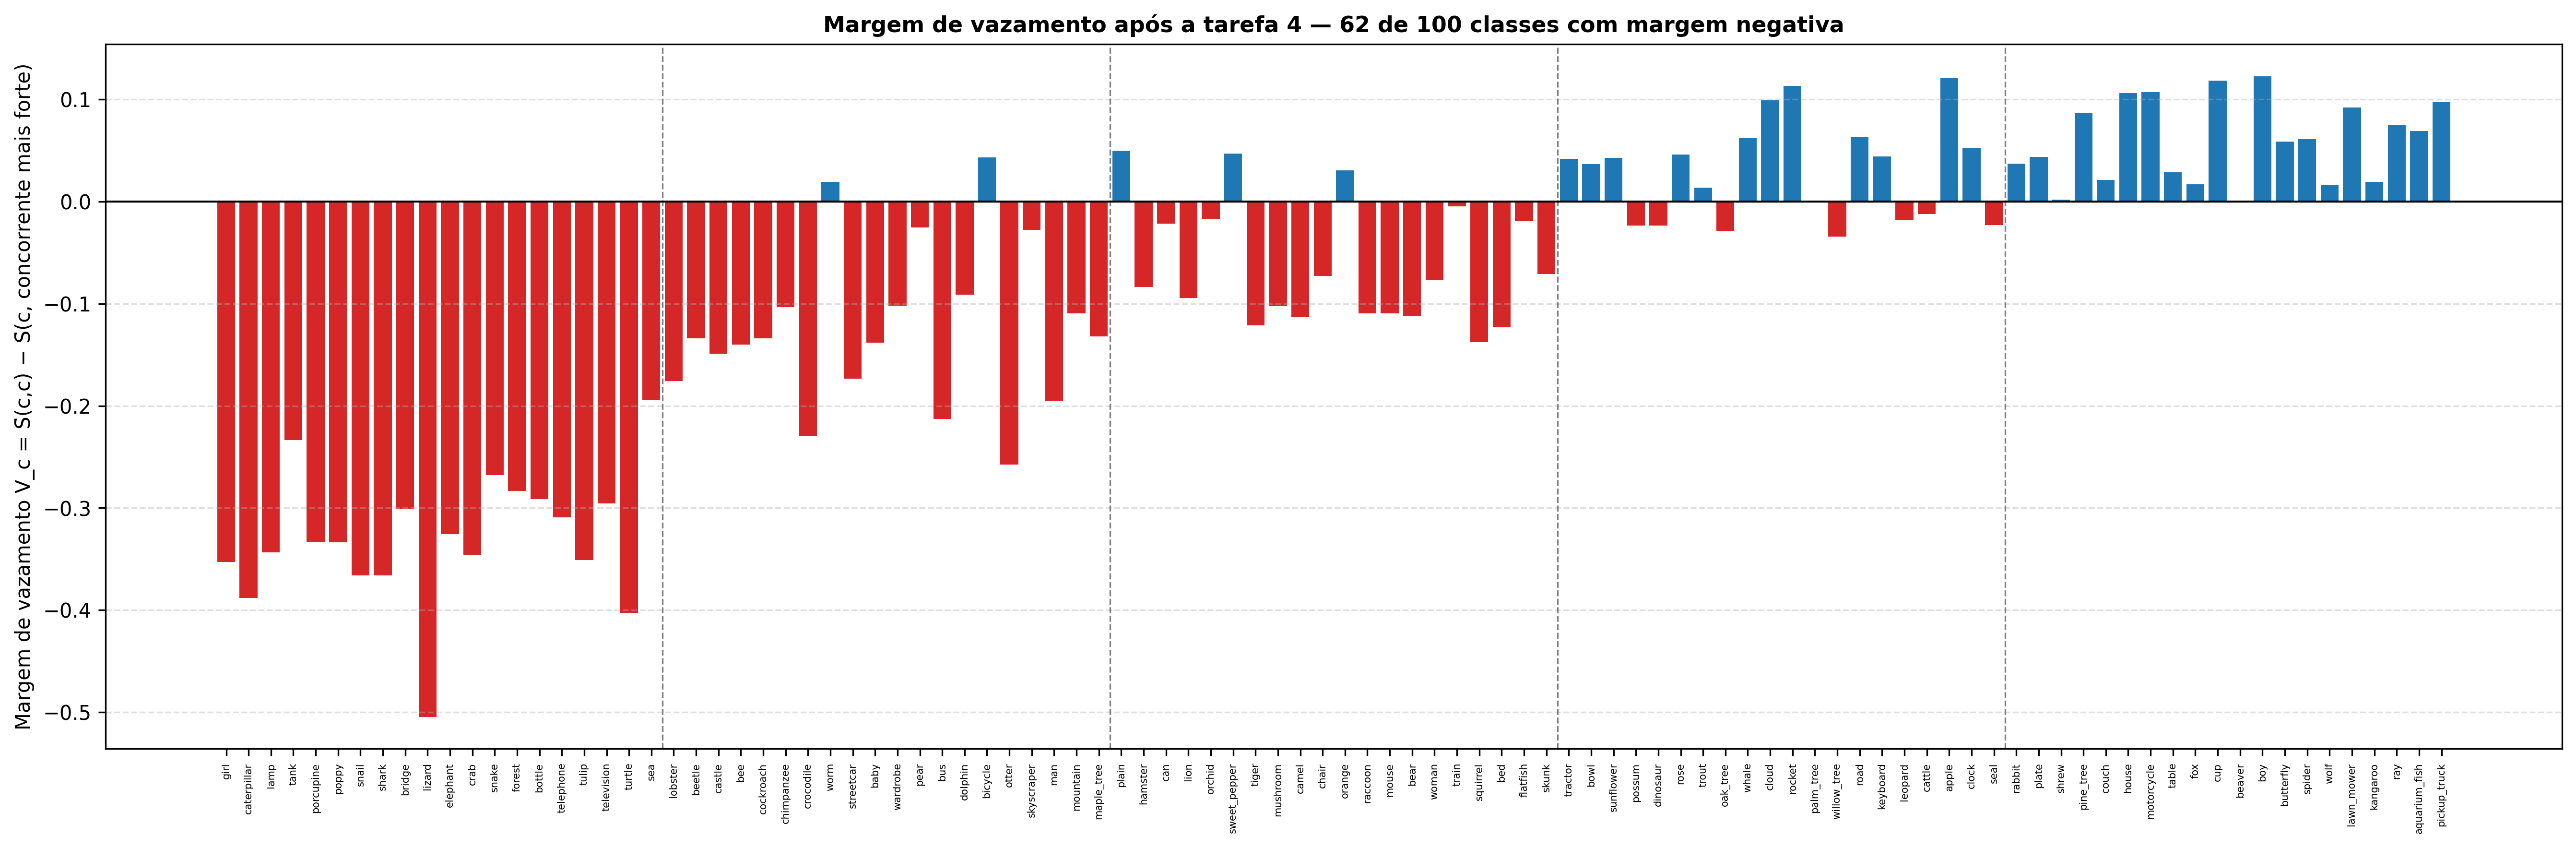 Margem de vazamento após a tarefa 4 — 62 de 100 classes com margem negativa
Margem de vazamento V_c = S(c,c) − S(c, concorrente mais forte)
0.1
0.0
−0.1
−0.2
−0.3
−0.4
−0.5
girl
caterpillar
lamp
tank
porcupine
poppy
snail
shark
bridge
lizard
elephant
crab
snake
forest
bottle
telephone
tulip
television
turtle
sea
lobster
beetle
castle
bee
cockroach
chimpanzee
crocodile
worm
streetcar
baby
wardrobe
pear
bus
dolphin
bicycle
otter
skyscraper
man
mountain
maple_tree
plain
hamster
can
lion
orchid
sweet_pepper
tiger
mushroom
camel
chair
orange
raccoon
mouse
bear
woman
train
squirrel
bed
flatfish
skunk
tractor
bowl
sunflower
possum
dinosaur
rose
trout
oak_tree
whale
cloud
rocket
palm_tree
willow_tree
road
keyboard
leopard
cattle
apple
clock
seal
rabbit
plate
shrew
pine_tree
couch
house
motorcycle
table
fox
cup
beaver
boy
butterfly
spider
wolf
lawn_mower
kangaroo
ray
aquarium_fish
pickup_truck